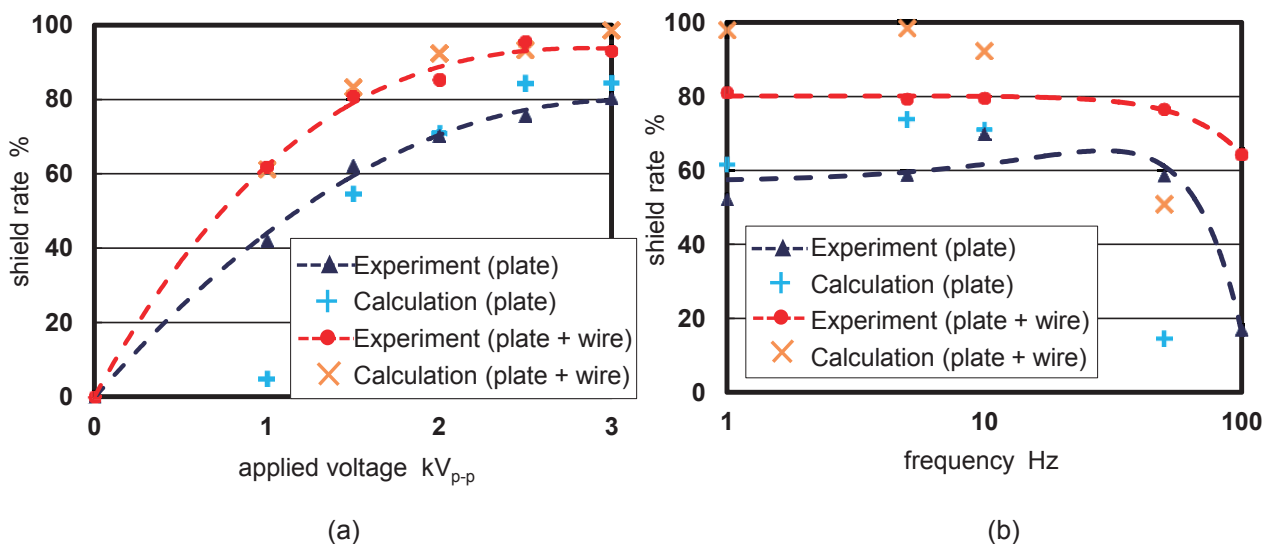 100
80
60
40
20
0
shield rate %
0
1
2
3
applied voltage kVp-p
Experiment (plate)
Calculation (plate)
Experiment (plate + wire)
Calculation (plate + wire)
(a)
100
80
60
40
20
0
shield rate %
1
10
100
frequency Hz
Experiment (plate)
Calculation (plate)
Experiment (plate + wire)
Calculation (plate + wire)
(b)